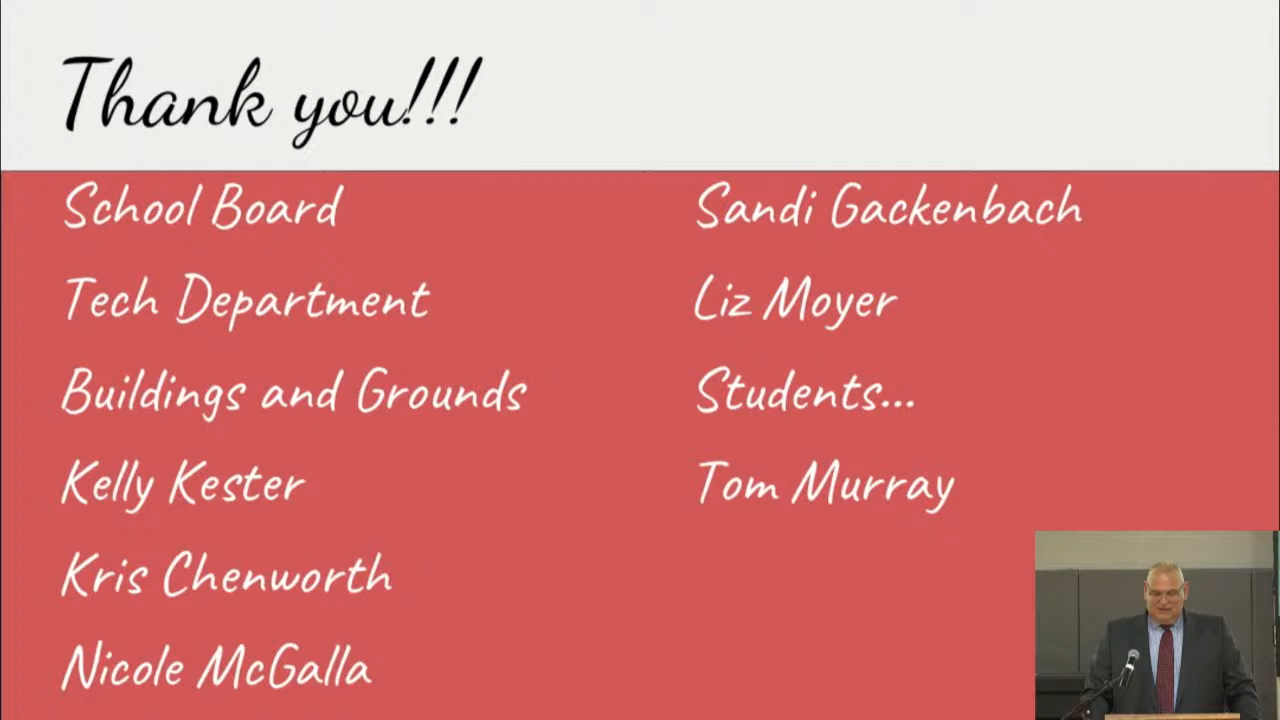 Thank you!!!
School Board
Tech Department
Buildings and Grounds
Kelly Kester
Kris Chenworth
Nicole McGalla
Sandi Gackenbach
Liz Moyer
Students...
Tom Murray